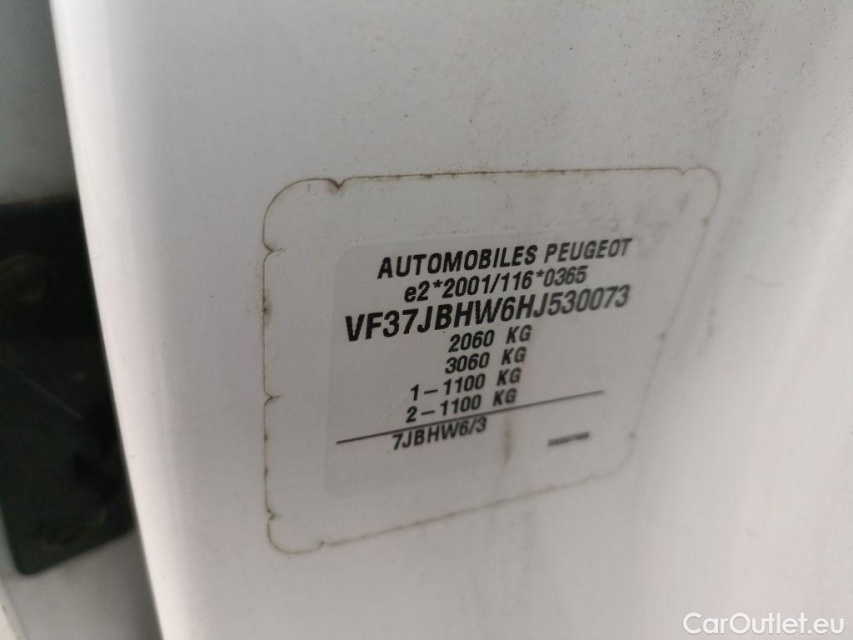 AUTOMOBILES PEUGEOT
e2*2001/116*0365
VF37JBHW6HJ530073
2060 KG
3060 KG
1-1100 KG
2-1100 KG
7JBHW6/3
CarOutlet.eu